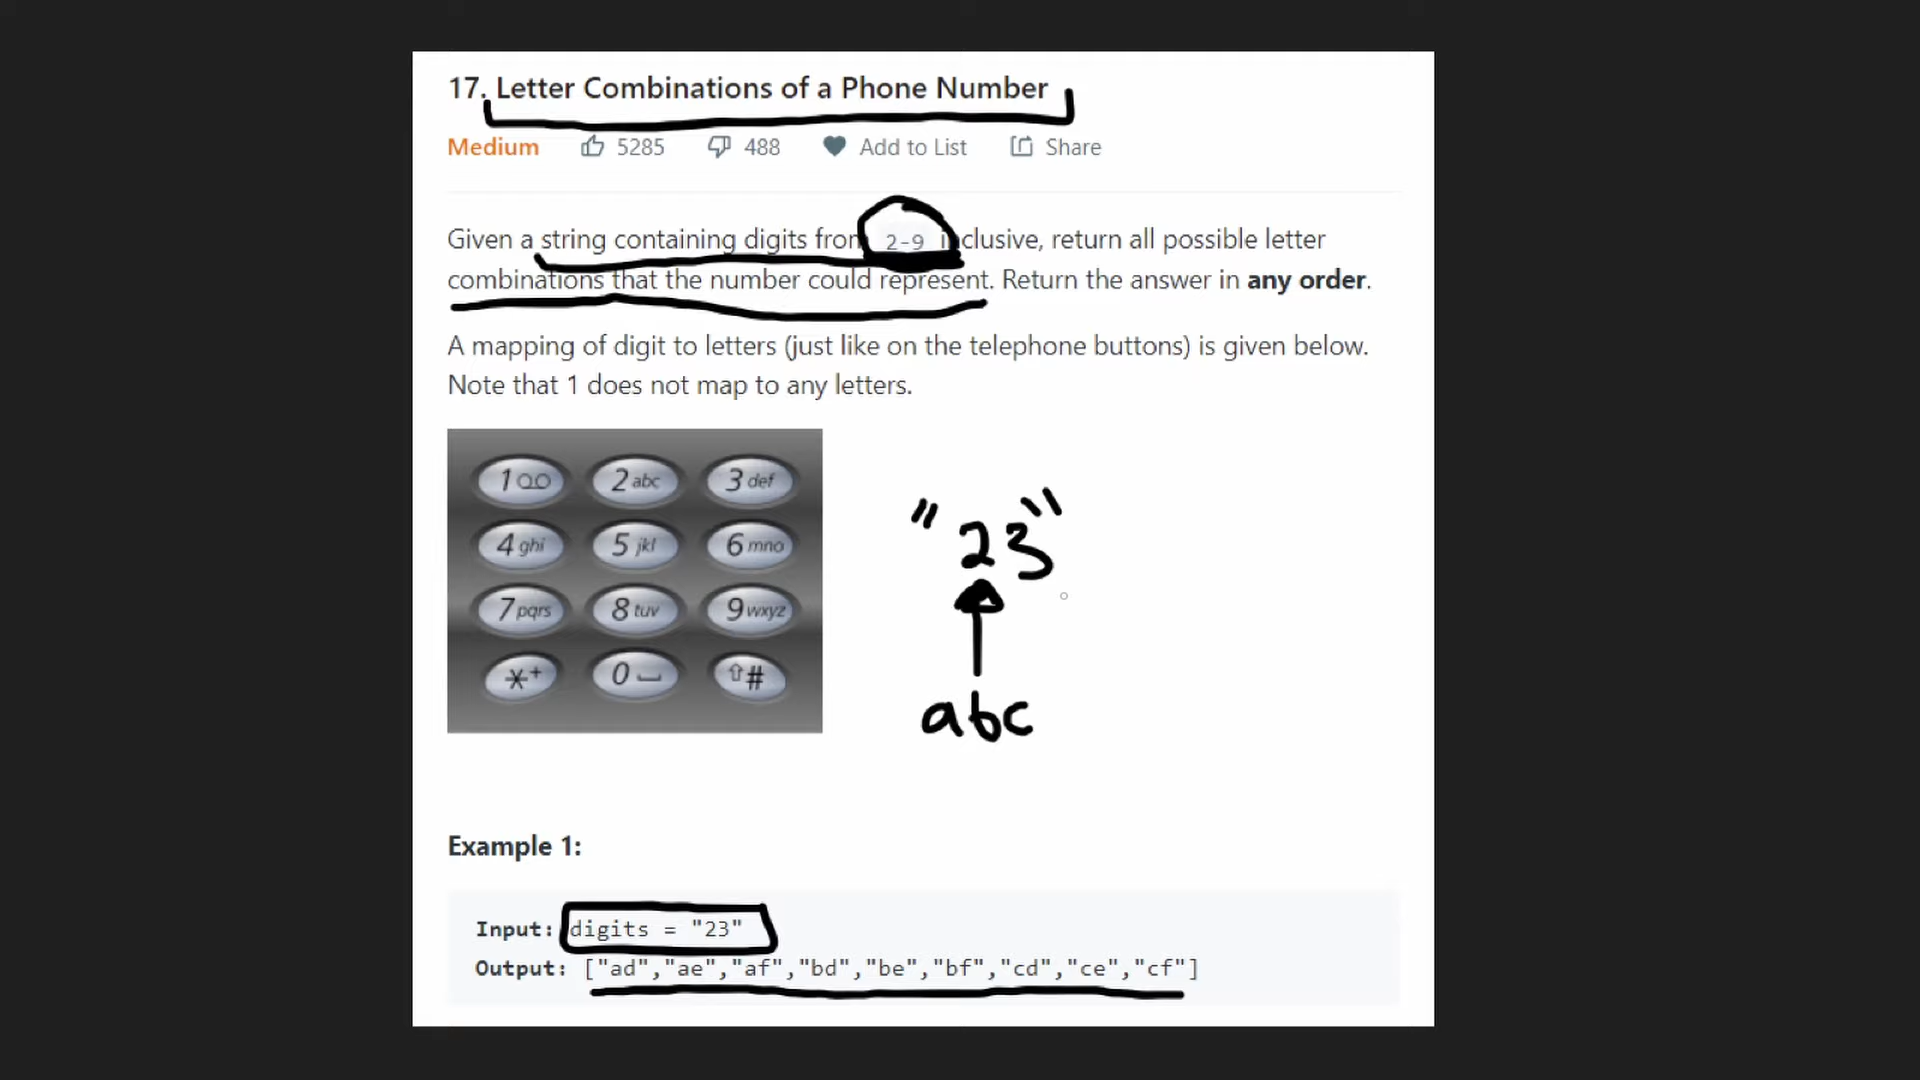 17. Letter Combinations of a Phone Number
Medium 5285 488 Add to List Share
Given a string containing digits from 2-9 inclusive, return all possible letter
combinations that the number could represent. Return the answer in any order.
A mapping of digit to letters (just like on the telephone buttons) is given below.
Note that 1 does not map to any letters.
1 2 abc 3 def
4 ghi 5 jkl 6 mno
7 pqrs 8 tuv 9 wxyz
*+ 0 #
"23"
abc
Example 1:
Input: digits = "23"
Output: ["ad","ae","af","bd","be","bf","cd","ce","cf"]